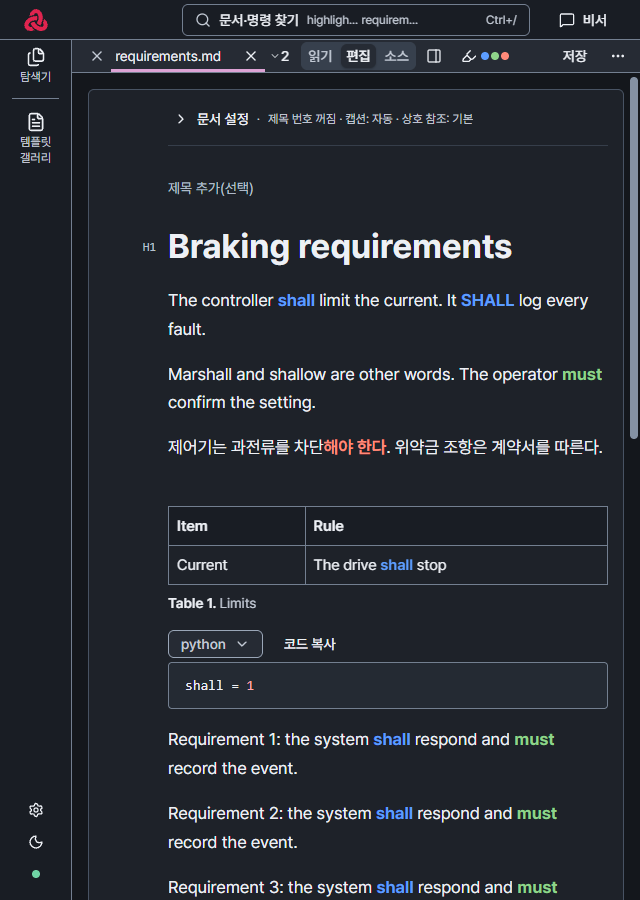 문서·명령 찾기 highligh... requirem... Ctrl+/
비서
탐색기
requirements.md
2
읽기 편집 소스
저장
템플릿
갤러리
문서 설정 · 제목 번호 꺼짐 · 캡션: 자동 · 상호 참조: 기본
제목 추가(선택)
H1 Braking requirements
The controller shall limit the current. It SHALL log every
fault.
Marshall and shallow are other words. The operator must
confirm the setting.
제어기는 과전류를 차단해야 한다. 위약금 조항은 계약서를 따른다.
Item Rule
Current The drive shall stop
Table 1. Limits
python 코드 복사
shall = 1
Requirement 1: the system shall respond and must
record the event.
Requirement 2: the system shall respond and must
record the event.
Requirement 3: the system shall respond and must